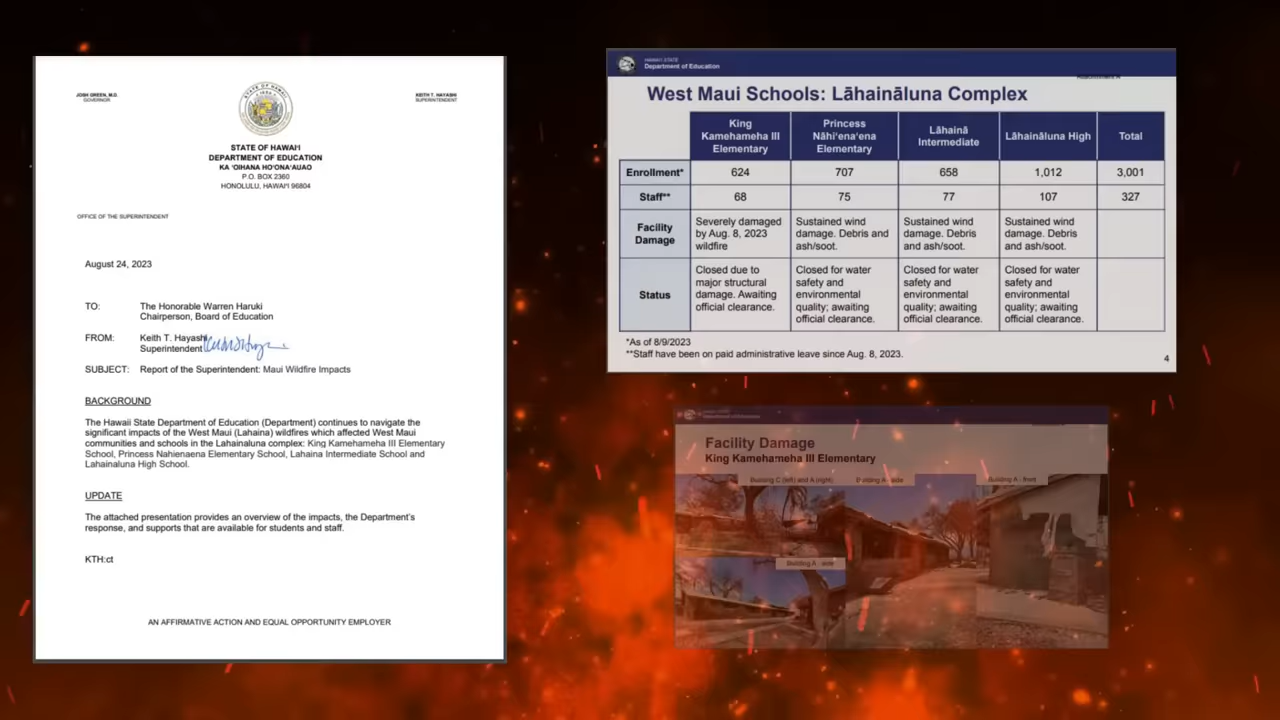 JOSH GREEN, M.D.
GOVERNOR
KEITH T. HAYASHI
SUPERINTENDENT
STATE OF HAWAI‘I
DEPARTMENT OF EDUCATION
KA ‘OIHANA HO‘ONA‘AUAO
P.O. BOX 2360
HONOLULU, HAWAI‘I 96804
OFFICE OF THE SUPERINTENDENT
August 24, 2023
TO: The Honorable Warren Haruki
Chairperson, Board of Education
FROM: Keith T. Hayashi
Superintendent
SUBJECT: Report of the Superintendent: Maui Wildfire Impacts
BACKGROUND
The Hawaii State Department of Education (Department) continues to navigate the
significant impacts of the West Maui (Lahaina) wildfires which affected West Maui
communities and schools in the Lahainaluna complex: King Kamehameha III Elementary
School, Princess Nahienaena Elementary School, Lahaina Intermediate School and
Lahainaluna High School.
UPDATE
The attached presentation provides an overview of the impacts, the Department's
response, and supports that are available for students and staff.
KTH:ct
AN AFFIRMATIVE ACTION AND EQUAL OPPORTUNITY EMPLOYER
HAWAI‘I STATE
Department of Education
West Maui Schools: Lāhaināluna Complex
King Kamehameha III Elementary
Princess Nāhi‘ena‘ena Elementary
Lāhainā Intermediate
Lāhaināluna High
Total
Enrollment* 624 707 658 1,012 3,001
Staff** 68 75 77 107 327
Facility Damage
Severely damaged by Aug. 8, 2023 wildfire
Sustained wind damage. Debris and ash/soot.
Sustained wind damage. Debris and ash/soot.
Sustained wind damage. Debris and ash/soot.
Status
Closed due to major structural damage. Awaiting official clearance.
Closed for water safety and environmental quality; awaiting official clearance.
Closed for water safety and environmental quality; awaiting official clearance.
Closed for water safety and environmental quality; awaiting official clearance.
*As of 8/9/2023
**Staff have been on paid administrative leave since Aug. 8, 2023.
4
Facility Damage
King Kamehameha III Elementary
Building C (left) and A (right)
Building A - side
Building A - front
Building A - side